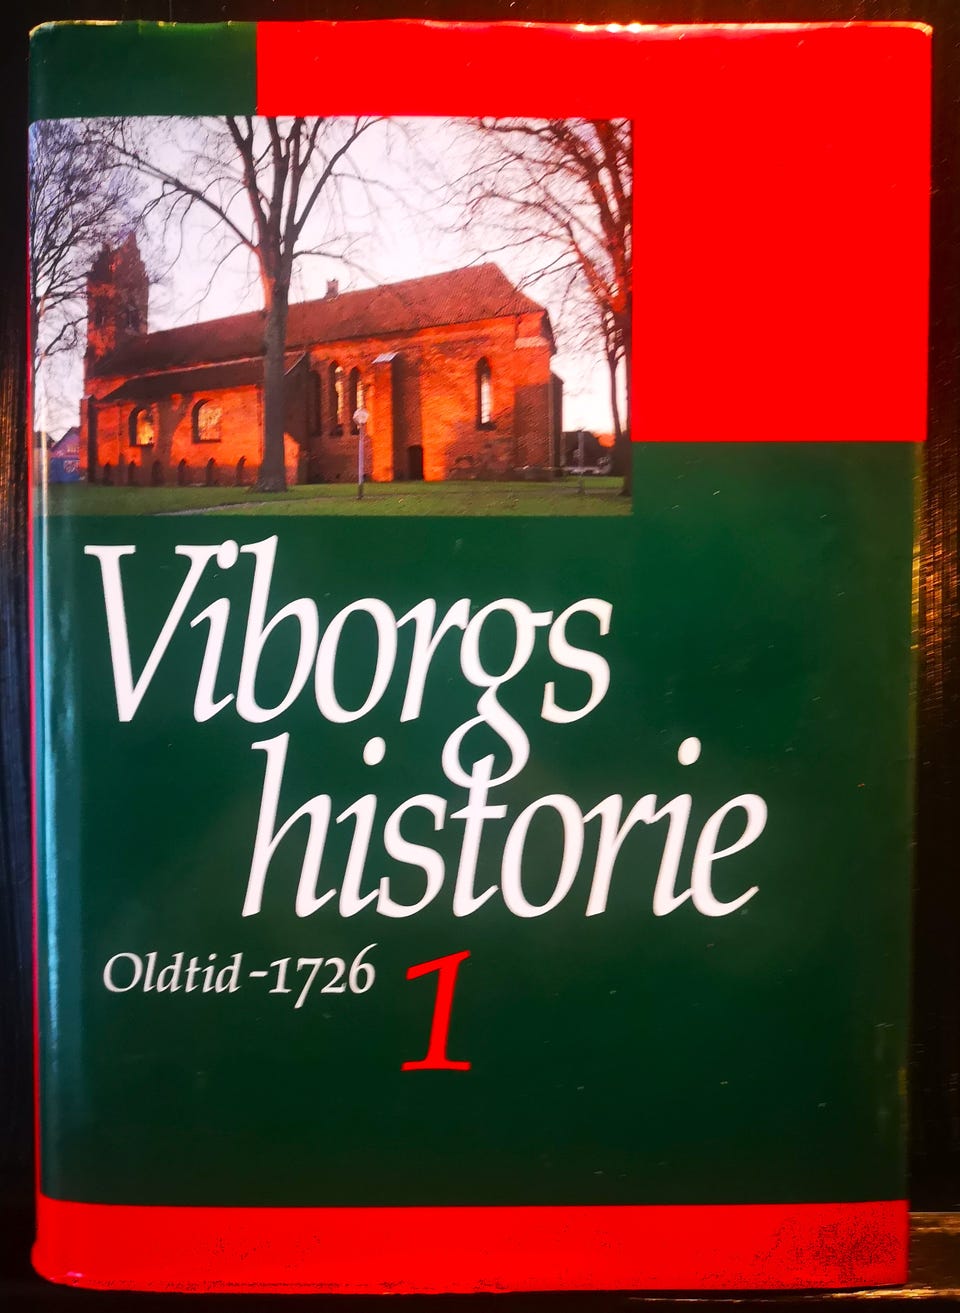 Viborgs
historie
Oldtid-1726
1